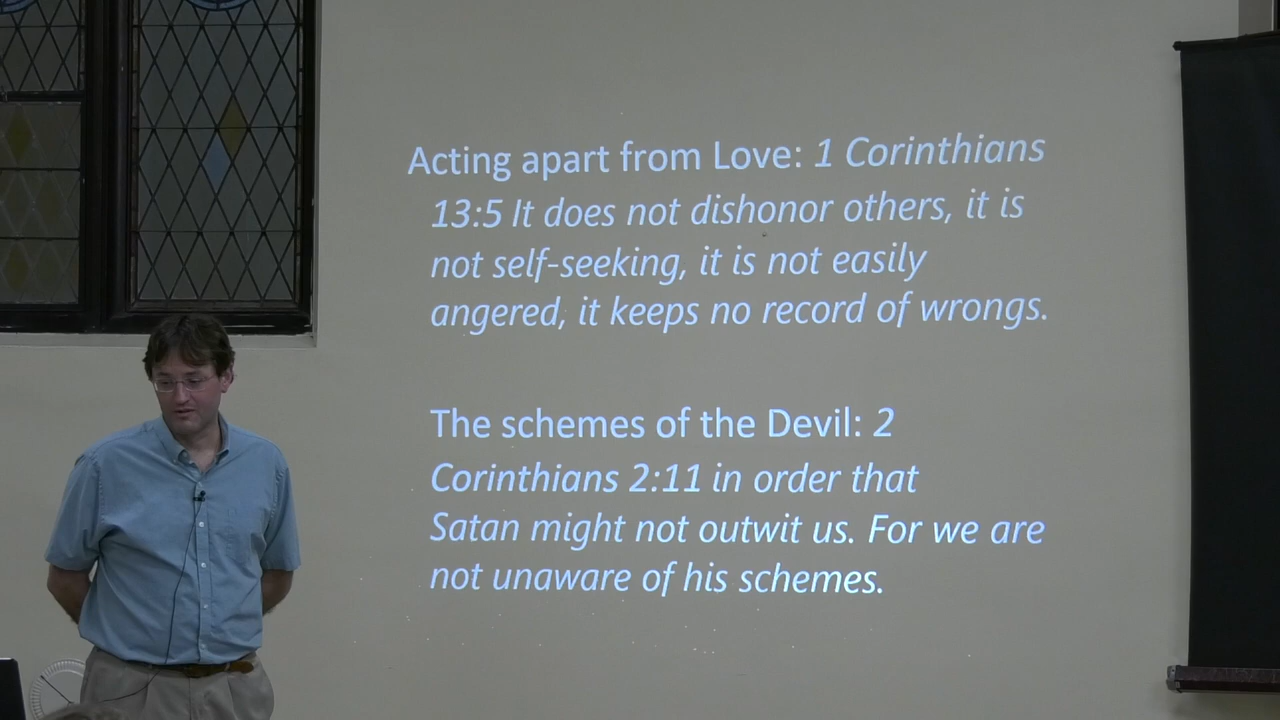 Acting apart from Love: 1 Corinthians
13:5 It does not dishonor others, it is
not self-seeking, it is not easily
angered, it keeps no record of wrongs.
The schemes of the Devil: 2
Corinthians 2:11 in order that
Satan might not outwit us. For we are
not unaware of his schemes.